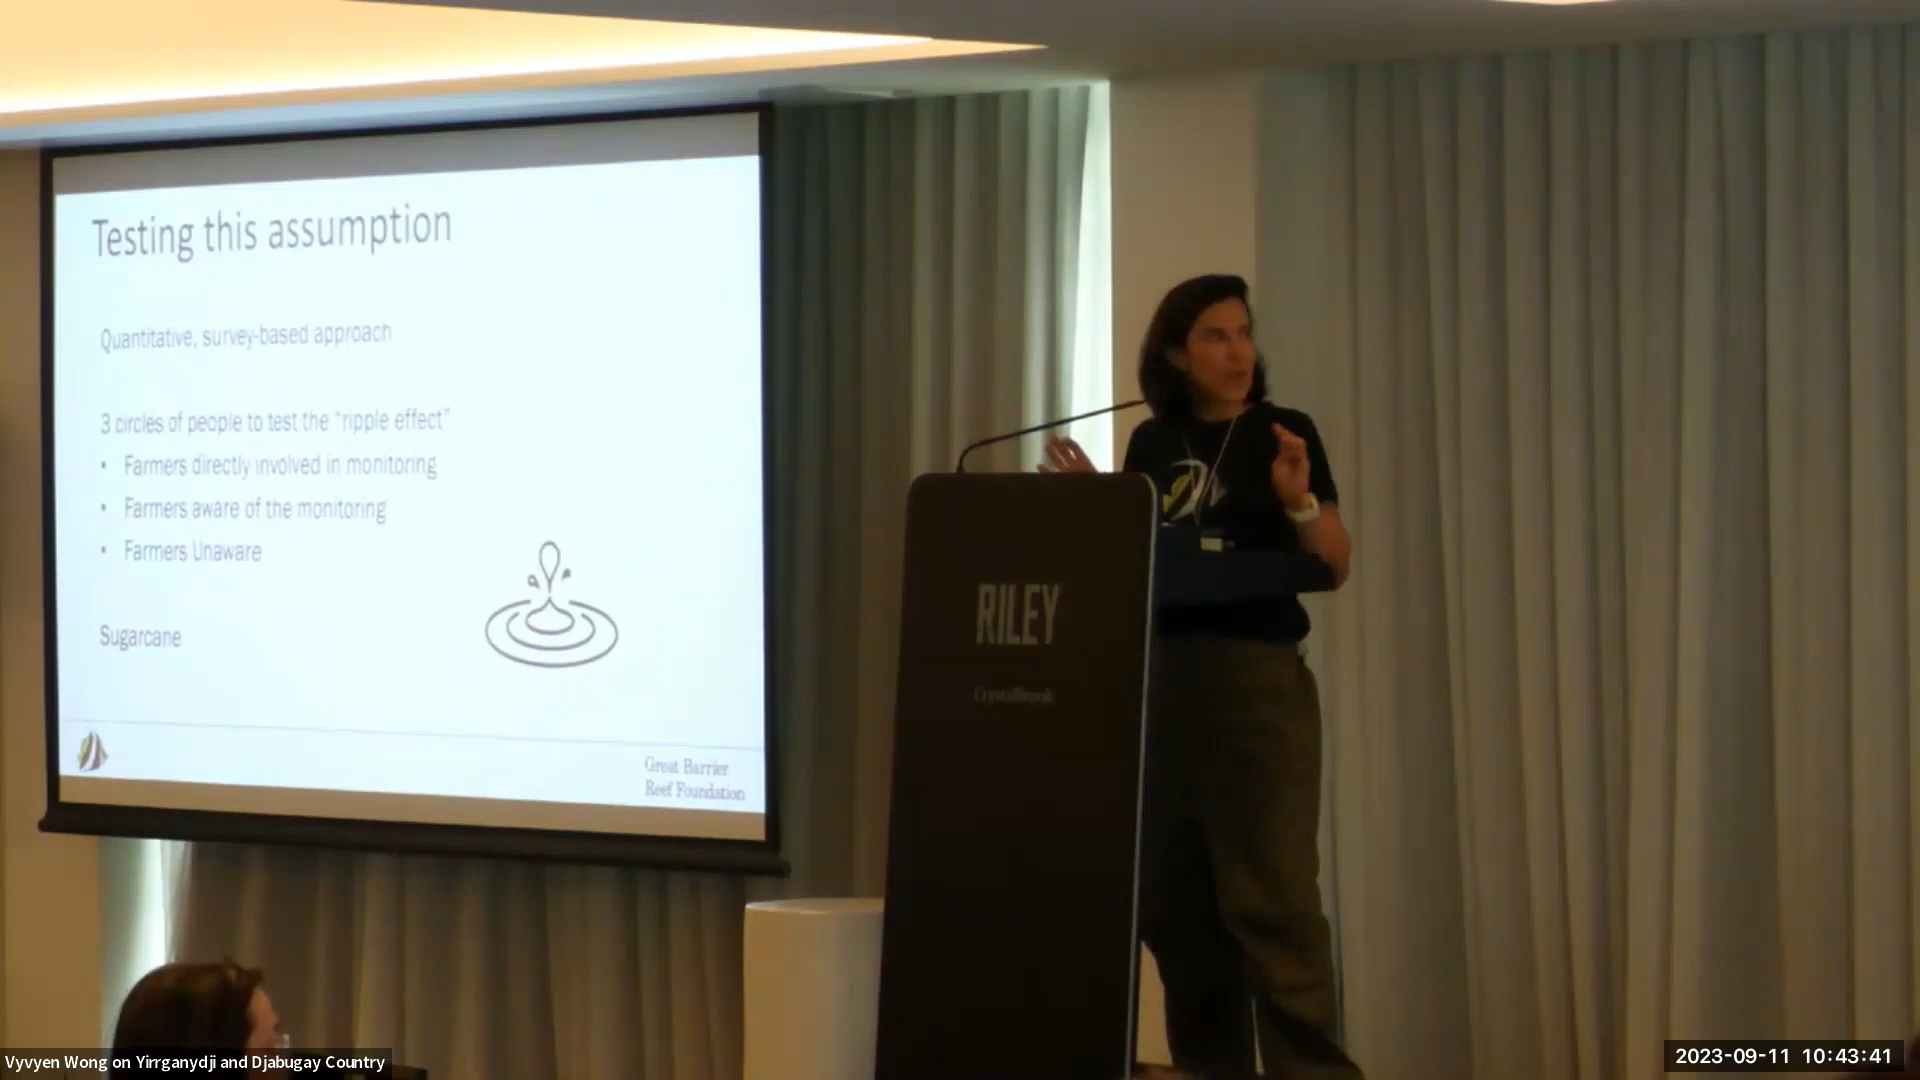 Testing this assumption
Quantitative, survey-based approach
3 circles of people to test the "ripple effect"
• Farmers directly involved in monitoring
• Farmers aware of the monitoring
• Farmers Unaware
Sugarcane
Great Barrier
Reef Foundation
RILEY
Crystalbrook
Vyvyen Wong on Yirrganydji and Djabugay Country
2023-09-11 10:43:41